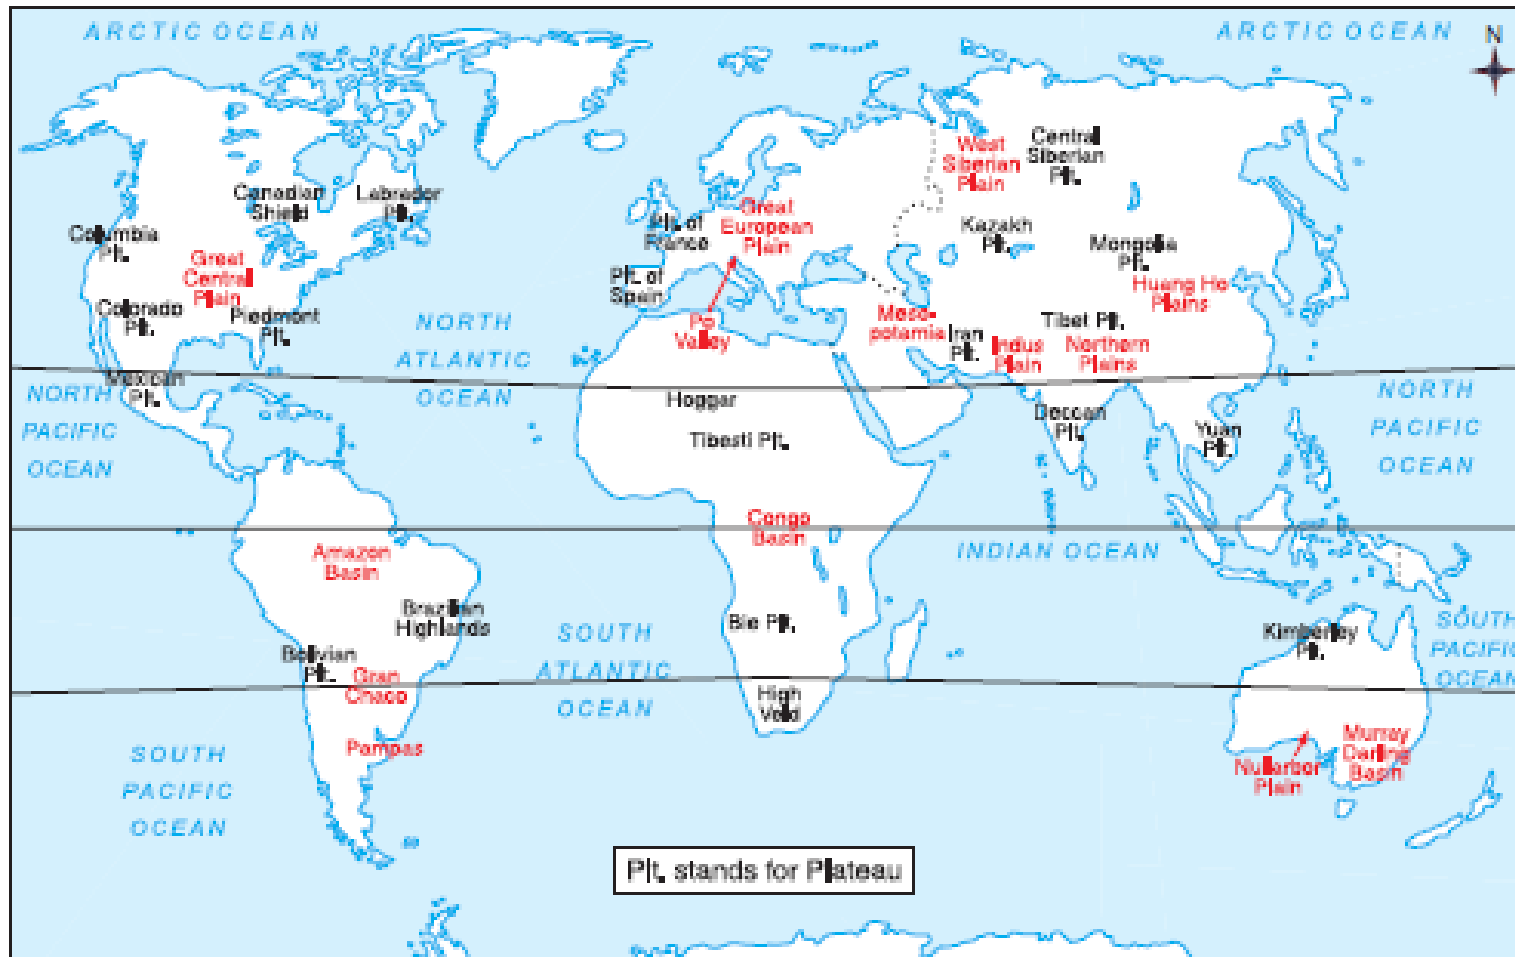 ARCTIC OCEAN
ARCTIC OCEAN
N
Central
Siberian
Plt.
West
Siberian
Plain
Canadian
Shield
Labrador
Plt.
Columbia
Plt.
Great
Central
Plain
Colorado
Plt.
Piedmont
Plt.
Mexican
Plt.
Plt. of
France
Great
European
Plain
Plt. of
Spain
Po
Valley
Kazakh
Plt.
Mongolia
Plt.
Huang Ho
Plains
Meso-
potamia
Iran
Plt.
Tibet Plt.
Indus
Plain
Northern
Plains
NORTH
ATLANTIC
OCEAN
NORTH
PACIFIC
OCEAN
Hoggar
Tibesti Plt.
Deccan
Plt.
Yuan
Plt.
NORTH
PACIFIC
OCEAN
Congo
Basin
INDIAN OCEAN
Amazon
Basin
Brazilian
Highlands
Bolivian
Plt.
Gran
Chaco
Pampas
SOUTH
ATLANTIC
OCEAN
Bie Plt.
High
Veld
Kimberley
Plt.
SOUTH
PACIFIC
OCEAN
Nullarbor
Plain
Murray
Darling
Basin
SOUTH
PACIFIC
OCEAN
Plt. stands for Plateau